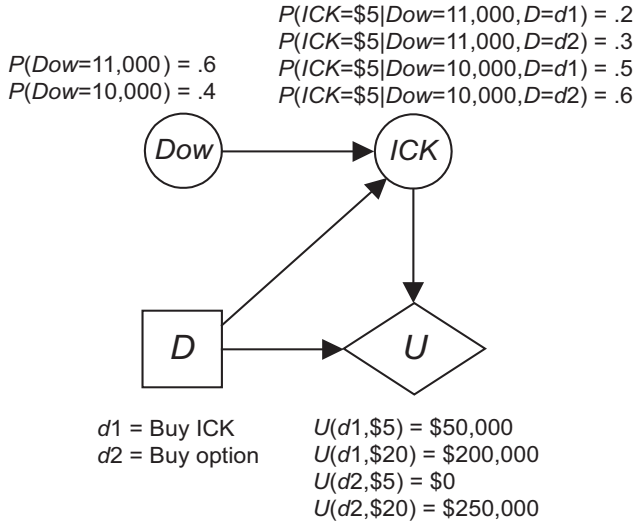 P(ICK=$5|Dow=11,000,D=d1) = .2
P(ICK=$5|Dow=11,000,D=d2) = .3
P(ICK=$5|Dow=10,000,D=d1) = .5
P(ICK=$5|Dow=10,000,D=d2) = .6
P(Dow=11,000) = .6
P(Dow=10,000) = .4
Dow
ICK
D
U
d1 = Buy ICK
d2 = Buy option
U(d1,$5) = $50,000
U(d1,$20) = $200,000
U(d2,$5) = $0
U(d2,$20) = $250,000